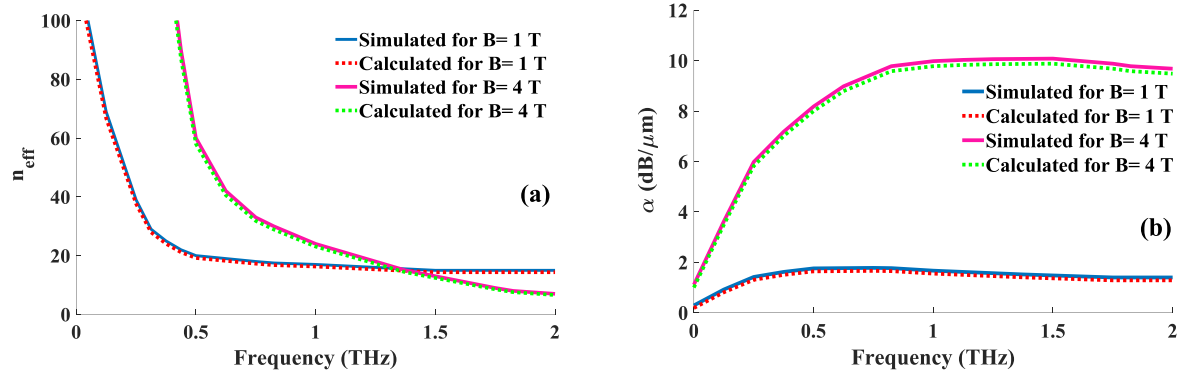 100
80
60
40
20
0
n_eff
0
0.5
1
1.5
2
Frequency (THz)
Simulated for B= 1 T
Calculated for B= 1 T
Simulated for B= 4 T
Calculated for B= 4 T
(a)
12
10
8
6
4
2
0
α (dB/μm)
0
0.5
1
1.5
2
Frequency (THz)
Simulated for B= 1 T
Calculated for B= 1 T
Simulated for B= 4 T
Calculated for B= 4 T
(b)